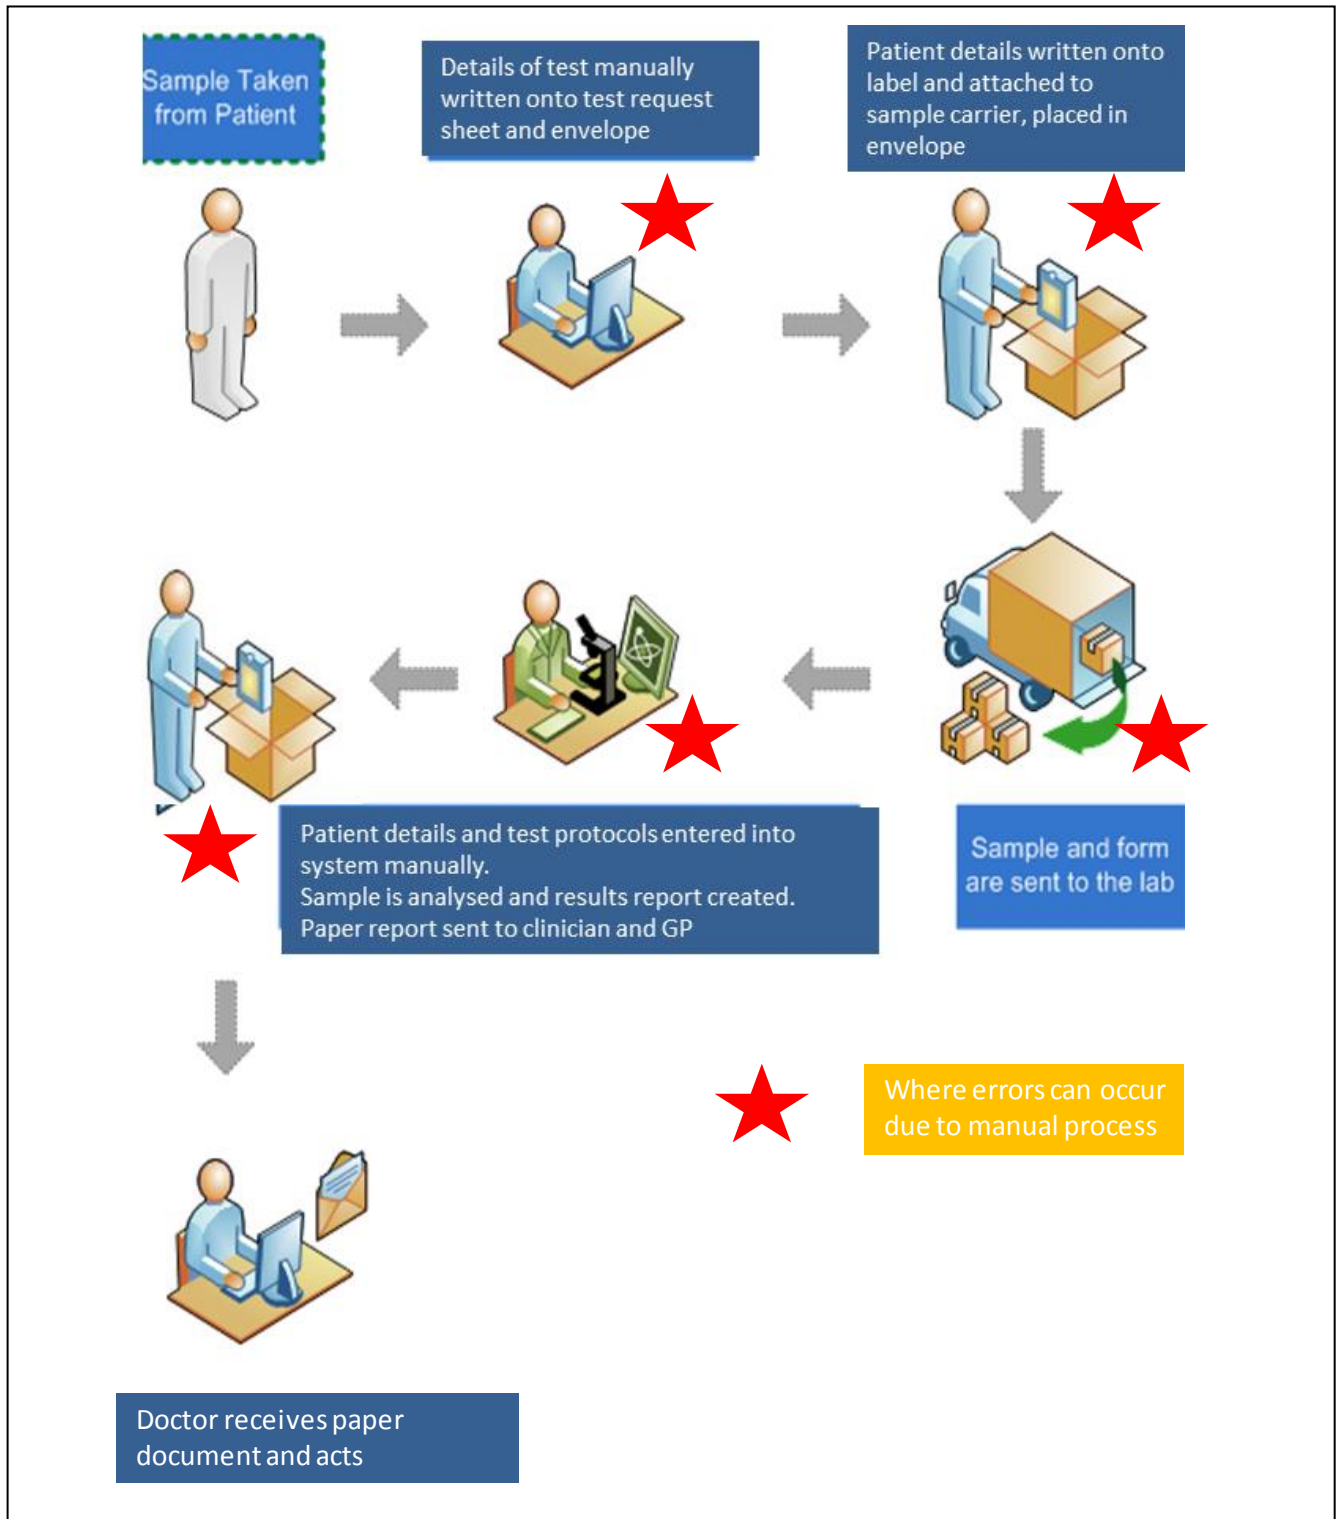 Sample Taken
from Patient
Details of test manually
written onto test request
sheet and envelope
Patient details written onto
label and attached to
sample carrier, placed in
envelope
Sample and form
are sent to the lab
Patient details and test protocols entered into
system manually.
Sample is analysed and results report created.
Paper report sent to clinician and GP
Where errors can occur
due to manual process
Doctor receives paper
document and acts